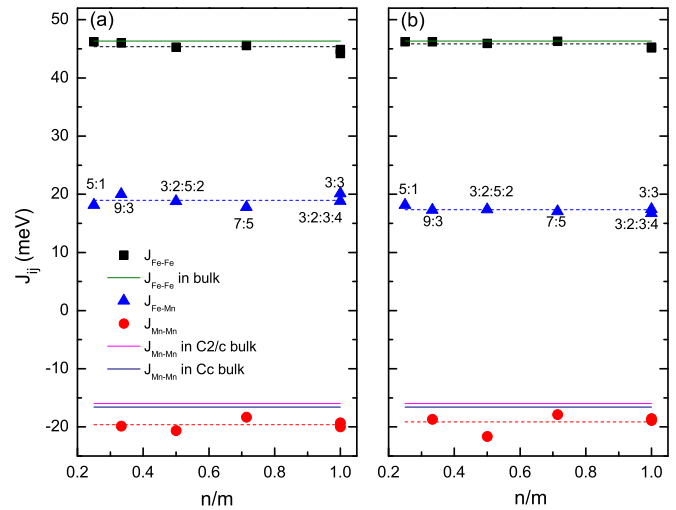 (a)
(b)
50
40
30
20
10
0
-10
-20
-30
J_ij (meV)
5:1
9:3
3:2:5:2
7:5
3:3
3:2:3:4
5:1
9:3
3:2:5:2
7:5
3:3
3:2:3:4
J_Fe-Fe
J_Fe-Fe in bulk
J_Fe-Mn
J_Mn-Mn
J_Mn-Mn in C2/c bulk
J_Mn-Mn in Cc bulk
0.2 0.4 0.6 0.8 1.0
0.2 0.4 0.6 0.8 1.0
n/m
n/m